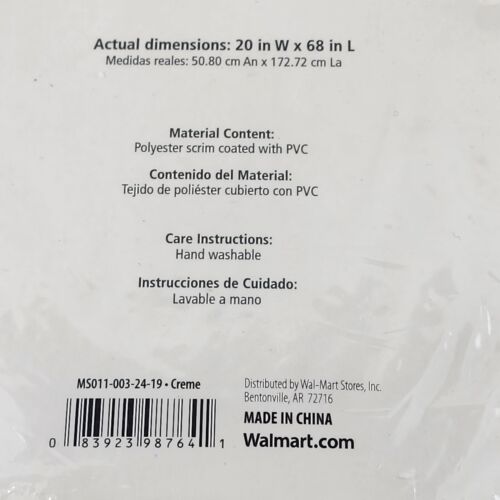 Actual dimensions: 20 in W x 68 in L
Medidas reales: 50.80 cm An x 172.72 cm La
Material Content:
Polyester scrim coated with PVC
Contenido del Material:
Tejido de poliéster cubierto con PVC
Care Instructions:
Hand washable
Instrucciones de Cuidado:
Lavable a mano
MS011-003-24-19 • Creme
0 83923 98764 1
Distributed by Wal-Mart Stores, Inc.
Bentonville, AR 72716
MADE IN CHINA
Walmart.com